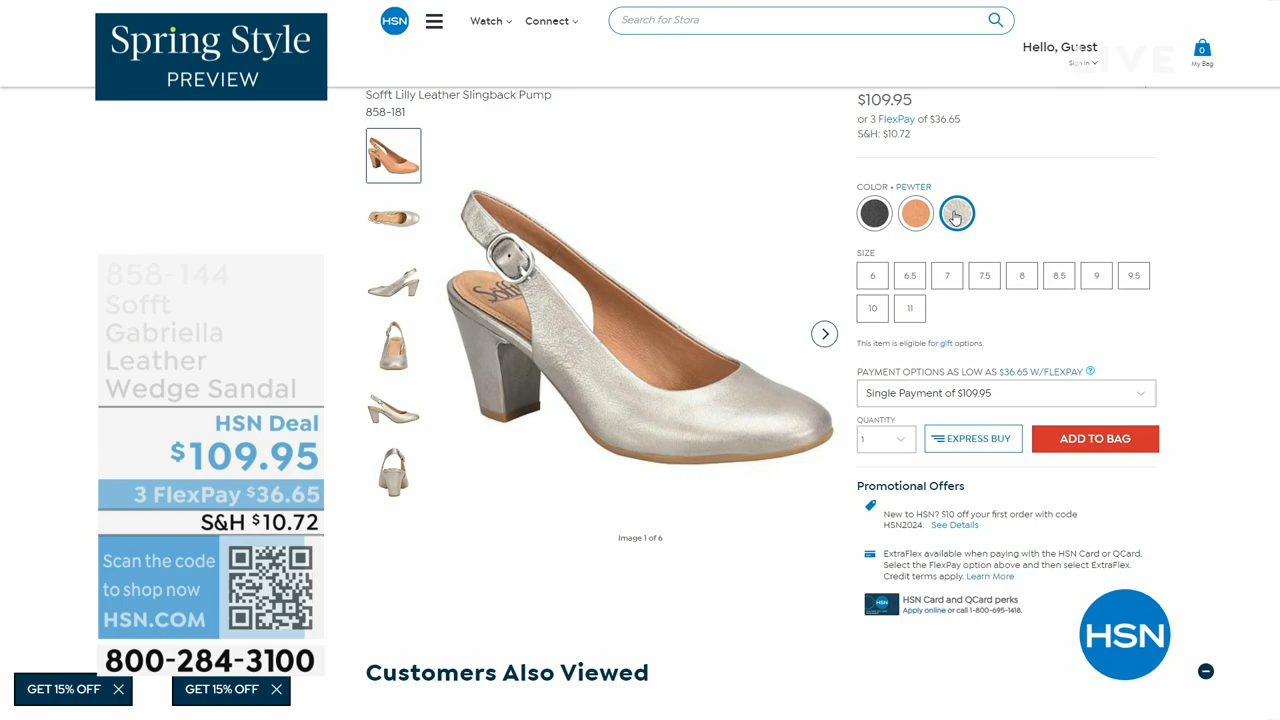 Spring Style
PREVIEW
HSN
Watch
Connect
Search for Stora
Hello, Guest
Sign In
LIVE
0
My Bag
Sofft Lilly Leather Slingback Pump
858-181
$109.95
or 3 FlexPay of $36.65
S&H: $10.72
COLOR • PEWTER
SIZE
6
6.5
7
7.5
8
8.5
9
9.5
10
11
This item is eligible for gift options.
PAYMENT OPTIONS AS LOW AS $36.65 W/FLEXPAY ?
Single Payment of $109.95
QUANTITY
1
EXPRESS BUY
ADD TO BAG
Promotional Offers
New to HSN? $10 off your first order with code
HSN2024. See Details
ExtraFlex available when paying with the HSN Card or QCard.
Select the FlexPay option above and then select ExtraFlex.
Credit terms apply. Learn More
HSN
HSN Card and QCard perks
Apply online or call 1-800-695-1418.
Sofft
Image 1 of 6
858-144
Sofft
Gabriella
Leather
Wedge Sandal
HSN Deal
$109.95
3 FlexPay $36.65
S&H $10.72
Scan the code
to shop now
HSN.COM
800-284-3100
GET 15% OFF
GET 15% OFF
Customers Also Viewed
HSN